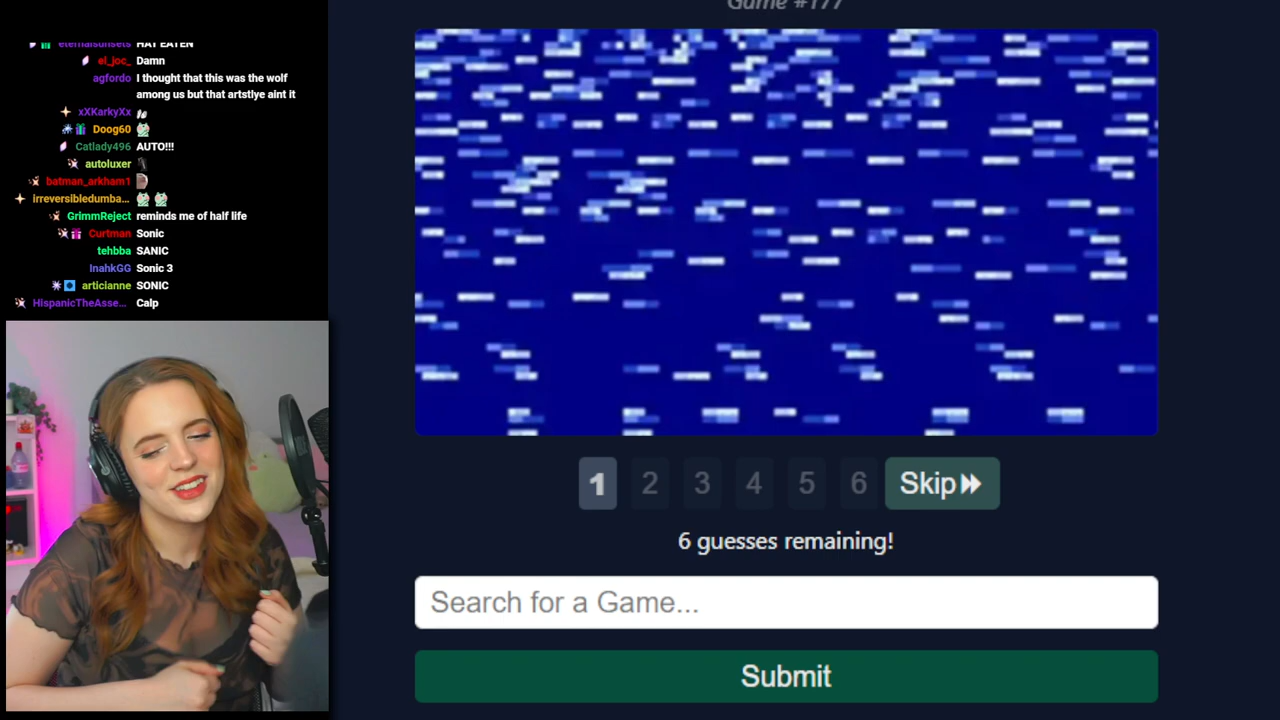 Game #177
eternalsunsets HAT EATEN
el_joc_ Damn
agfordo I thought that this was the wolf
among us but that artstlye aint it
xXKarkyXx
Doog60
Catlady496 AUTO!!!
autoluxer
batman_arkham1
irreversibledumba...
GrimmReject reminds me of half life
Curtman Sonic
tehbba SANIC
InahkGG Sonic 3
articianne SONIC
HispanicTheAsse... Calp
1 2 3 4 5 6 Skip
6 guesses remaining!
Search for a Game...
Submit